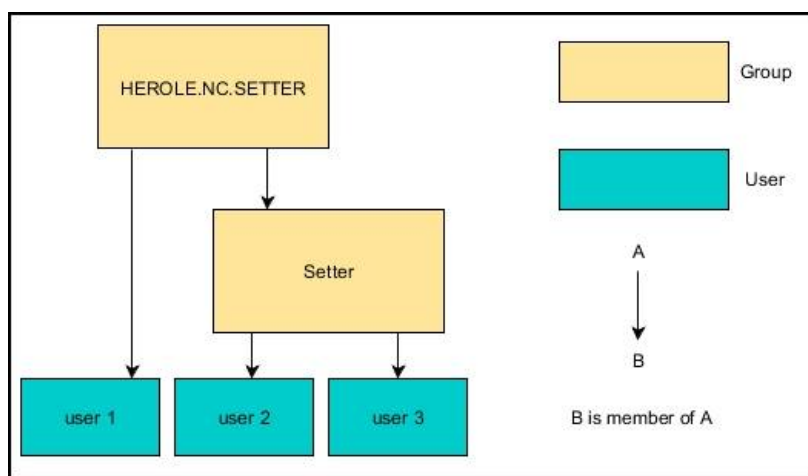 HEROLE.NC.SETTER
Group
User
Setter
A
B
user 1
user 2
user 3
B is member of A